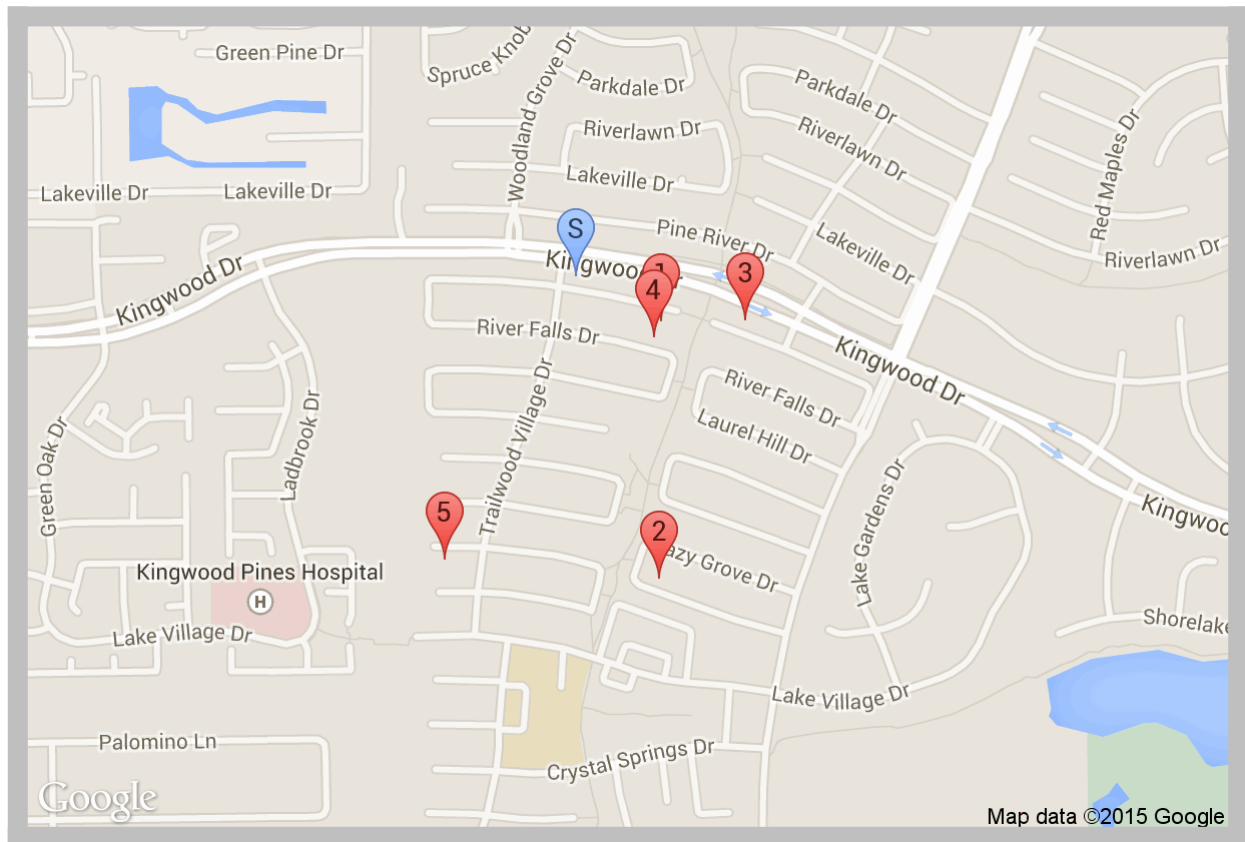 Green Pine Dr
Spruce Knob
Woodland Grove Dr
Parkdale Dr
Parkdale Dr
Riverlawn Dr
Riverlawn Dr
Red Maples Dr
Lakeville Dr
Lakeville Dr
Lakeville Dr
S
Pine River Dr
Lakeville Dr
Riverlawn Dr
Kingwood Dr
Kingwood
1
3
4
River Falls Dr
Kingwood Dr
River Falls Dr
Trailwood Village Dr
Laurel Hill Dr
Ladbrook Dr
Green Oak Dr
Lake Gardens Dr
Kingwoo
5
2
azy Grove Dr
Kingwood Pines Hospital
H
Lake Village Dr
Shorelake
Lake Village Dr
Palomino Ln
Crystal Springs Dr
Google
Map data ©2015 Google